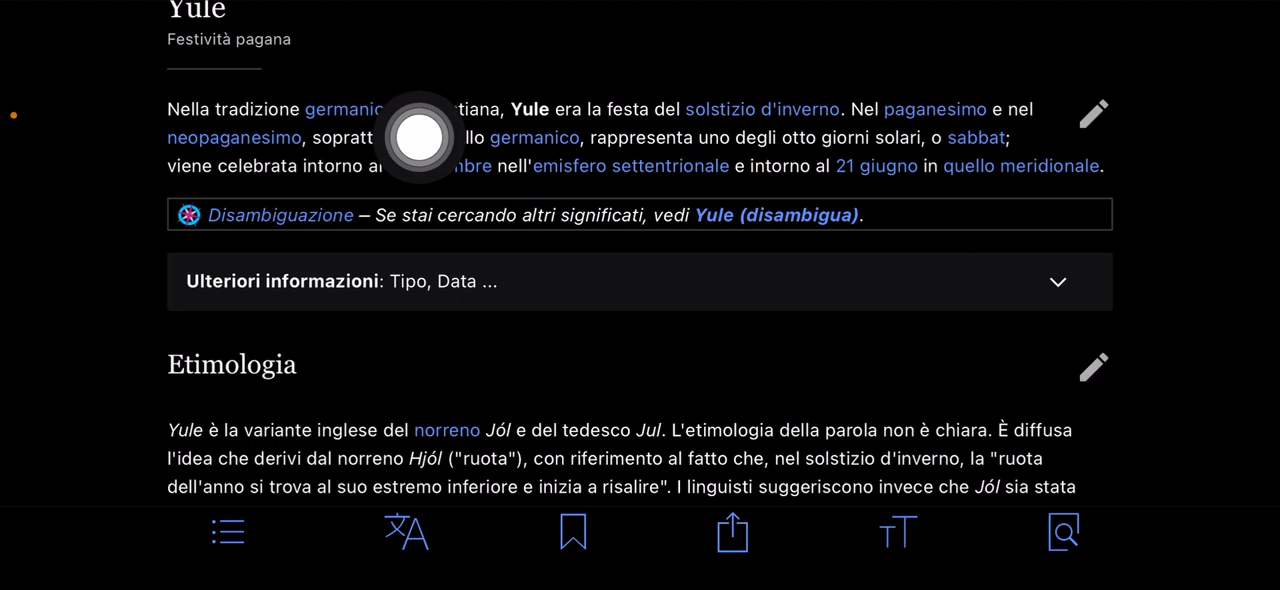 Yule
Festività pagana
Nella tradizione germanic tiana, Yule era la festa del solstizio d'inverno. Nel paganesimo e nel
neopaganesimo, sopratt llo germanico, rappresenta uno degli otto giorni solari, o sabbat;
viene celebrata intorno al mbre nell'emisfero settentrionale e intorno al 21 giugno in quello meridionale.
Disambiguazione – Se stai cercando altri significati, vedi Yule (disambigua).
Ulteriori informazioni: Tipo, Data ...
Etimologia
Yule è la variante inglese del norreno Jól e del tedesco Jul. L'etimologia della parola non è chiara. È diffusa
l'idea che derivi dal norreno Hjól ("ruota"), con riferimento al fatto che, nel solstizio d'inverno, la "ruota
dell'anno si trova al suo estremo inferiore e inizia a risalire". I linguisti suggeriscono invece che Jól sia stata